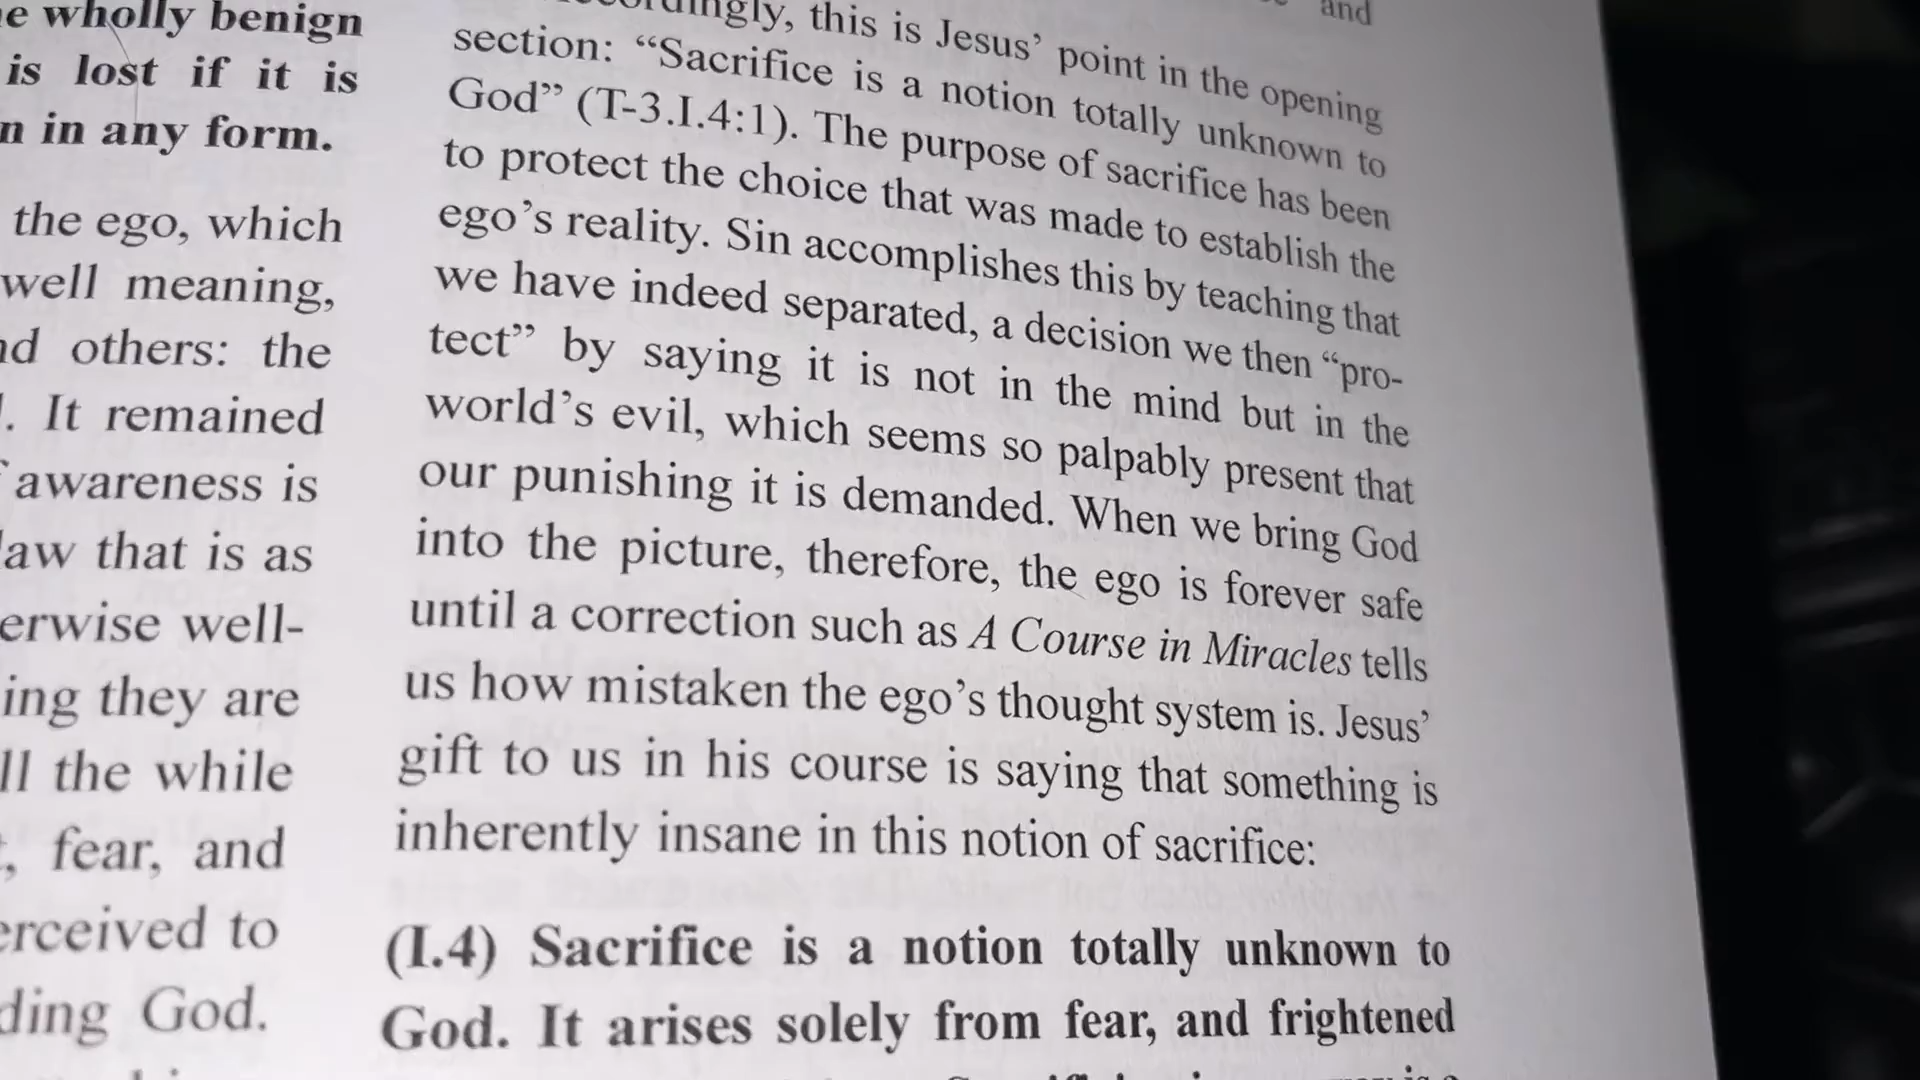 wholly benign
is lost if it is
in any form.
the ego, which
well meaning,
others: the
It remained
awareness is
that is as
well-
they are
the while
fear, and
to
God.
and
this is Jesus’ point in the opening
section: “Sacrifice is a notion totally unknown to
God” (T-3.I.4:1). The purpose of sacrifice has been
to protect the choice that was made to establish the
ego’s reality. Sin accomplishes this by teaching that
we have indeed separated, a decision we then “pro-
tect” by saying it is not in the mind but in the
world’s evil, which seems so palpably present that
our punishing it is demanded. When we bring God
into the picture, therefore, the ego is forever safe
until a correction such as A Course in Miracles tells
us how mistaken the ego’s thought system is. Jesus’
gift to us in his course is saying that something is
inherently insane in this notion of sacrifice:
(I.4) Sacrifice is a notion totally unknown to
God. It arises solely from fear, and frightened